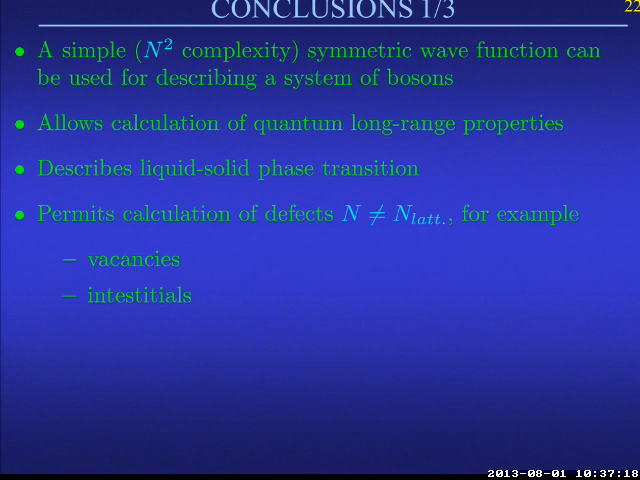 CONCLUSIONS 1/3
22
• A simple (N² complexity) symmetric wave function can
be used for describing a system of bosons
• Allows calculation of quantum long-range properties
• Describes liquid-solid phase transition
• Permits calculation of defects N ≠ N_latt., for example
– vacancies
– intestitials
2013-08-01 10:37:18